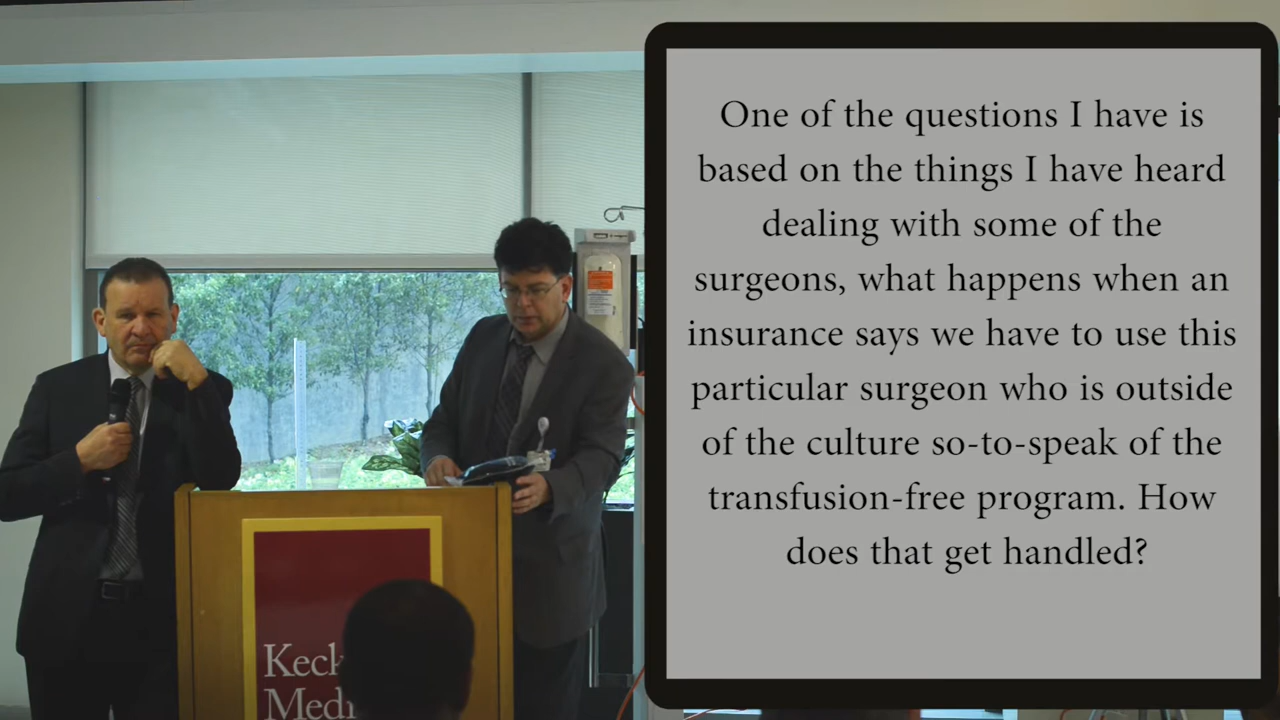 One of the questions I have is
based on the things I have heard
dealing with some of the
surgeons, what happens when an
insurance says we have to use this
particular surgeon who is outside
of the culture so-to-speak of the
transfusion-free program. How
does that get handled?
Keck